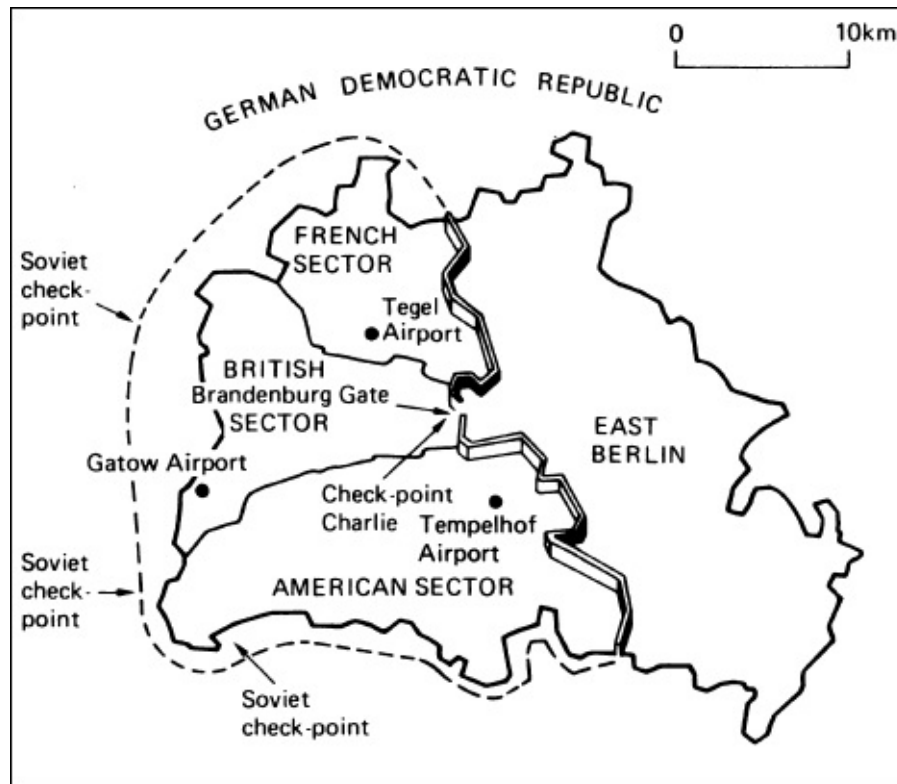 0 10km
GERMAN DEMOCRATIC REPUBLIC
FRENCH
SECTOR
Soviet
check-
point
Tegel
Airport
BRITISH
Brandenburg Gate
SECTOR
EAST
BERLIN
Gatow Airport
Check-point
Charlie
Tempelhof
Airport
Soviet
check-
point
AMERICAN SECTOR
Soviet
check-point